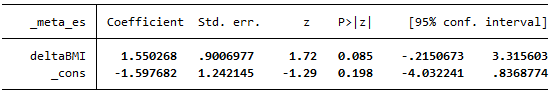 _meta_es Coefficient Std. err. z P>|z| [95% conf. interval]
deltaBMI 1.550268 .9006977 1.72 0.085 -.2150673 3.315603
_cons -1.597682 1.242145 -1.29 0.198 -4.032241 .8368774